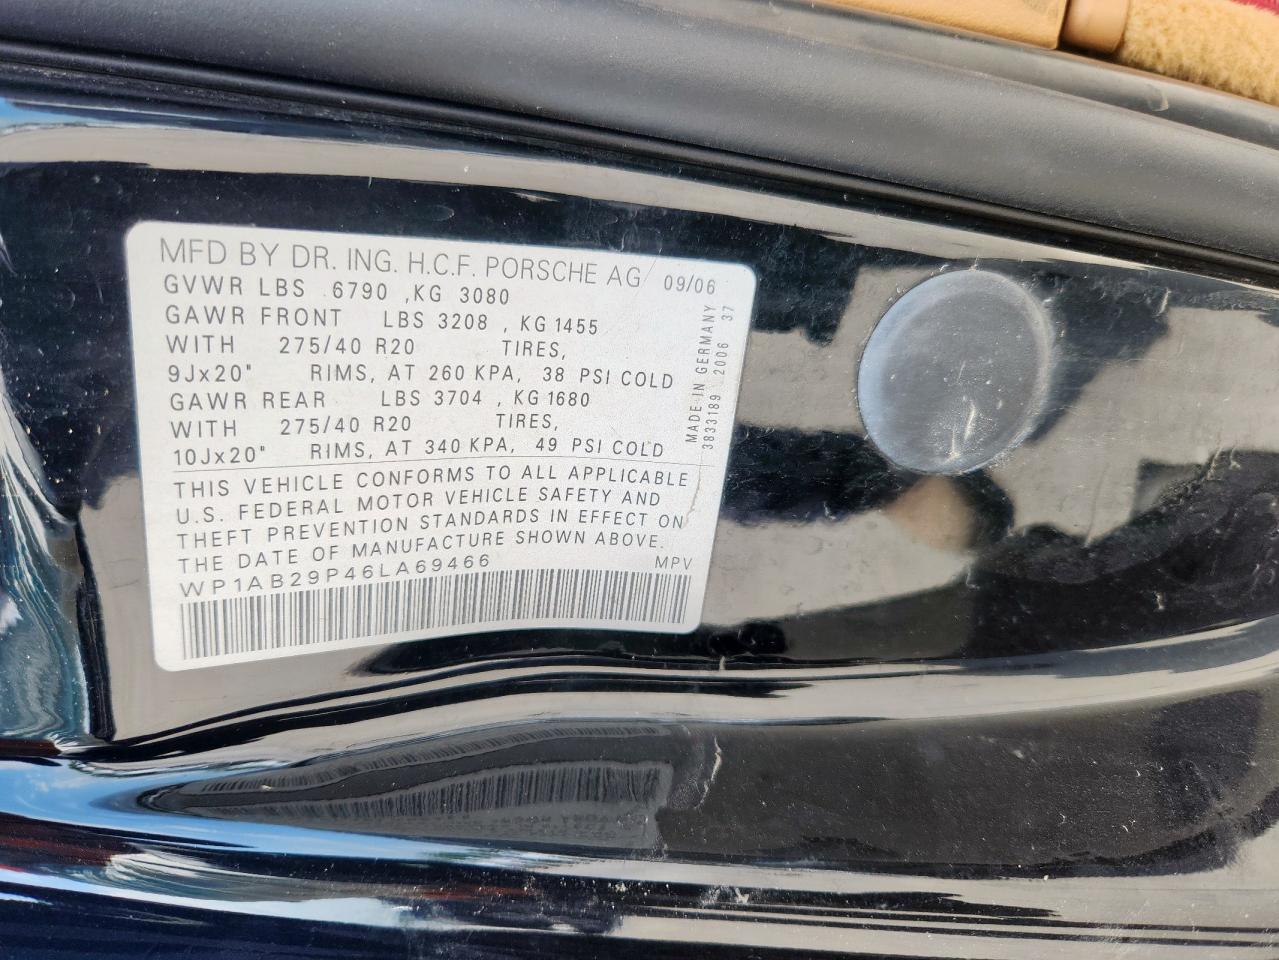 MFD BY DR. ING. H.C.F. PORSCHE AG 09/06
GVWR LBS 6790 ,KG 3080
GAWR FRONT LBS 3208 , KG 1455
WITH 275/40 R20 TIRES,
9Jx20" RIMS, AT 260 KPA, 38 PSI COLD
GAWR REAR LBS 3704 , KG 1680
WITH 275/40 R20 TIRES,
10Jx20" RIMS, AT 340 KPA, 49 PSI COLD
THIS VEHICLE CONFORMS TO ALL APPLICABLE
U.S. FEDERAL MOTOR VEHICLE SAFETY AND
THEFT PREVENTION STANDARDS IN EFFECT ON
THE DATE OF MANUFACTURE SHOWN ABOVE.
WP1AB29P46LA69466 MPV
MADE IN GERMANY
3833189 2006 37